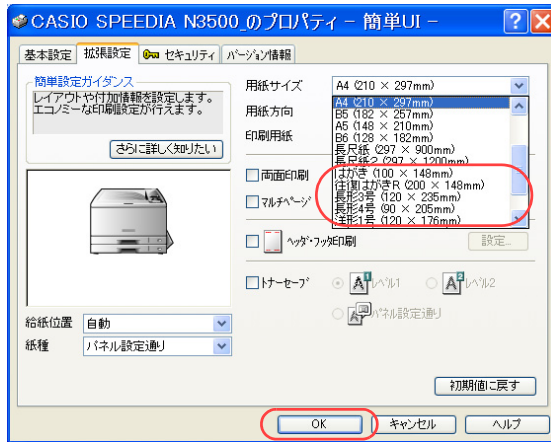 CASIO SPEEDIA N3500_のプロパティ - 簡単UI -
基本設定 拡張設定 セキュリティ バージョン情報
簡単設定ガイダンス
レイアウトや付加情報を設定します。
エコノミーな印刷設定が行えます。
さらに詳しく知りたい
給紙位置 自動
紙種 パネル設定通り
用紙サイズ A4 (210 × 297mm)
用紙方向
印刷用紙
A4 (210 × 297mm)
B5 (182 × 257mm)
A5 (148 × 210mm)
B6 (128 × 182mm)
長尺紙 (297 × 900mm)
長尺紙2 (297 × 1200mm)
はがき (100 × 148mm)
往復はがきR (200 × 148mm)
長形3号 (120 × 235mm)
長形4号 (90 × 205mm)
洋形1号 (120 × 176mm)
両面印刷
マルチページ
ヘッダ・フッタ印刷 設定...
トナーセーブ A1 レベル1 A2 レベル2
A パネル設定通り
初期値に戻す
OK キャンセル ヘルプ